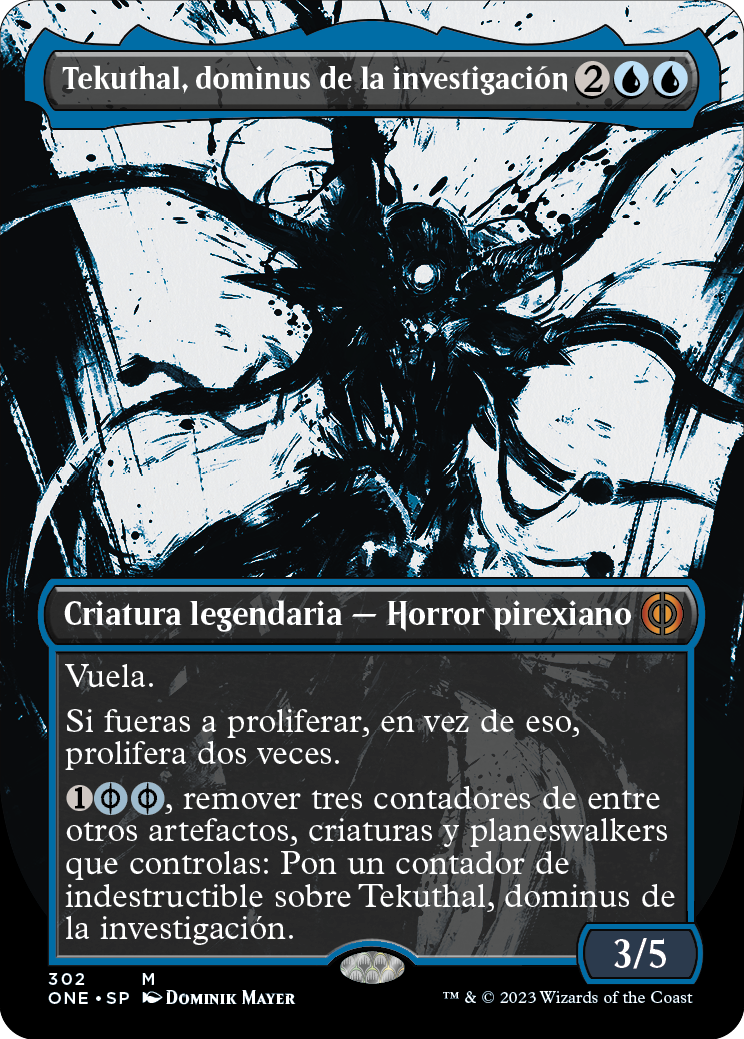 Tekuthal, dominus de la investigación 2
Criatura legendaria — Horror pirexiano
Vuela.
Si fueras a proliferar, en vez de eso,
prolifera dos veces.
1, remover tres contadores de entre
otros artefactos, criaturas y planeswalkers
que controlas: Pon un contador de
indestructible sobre Tekuthal, dominus de
la investigación.
3/5
302 M
ONE • SP Dominik Mayer
™ & © 2023 Wizards of the Coast